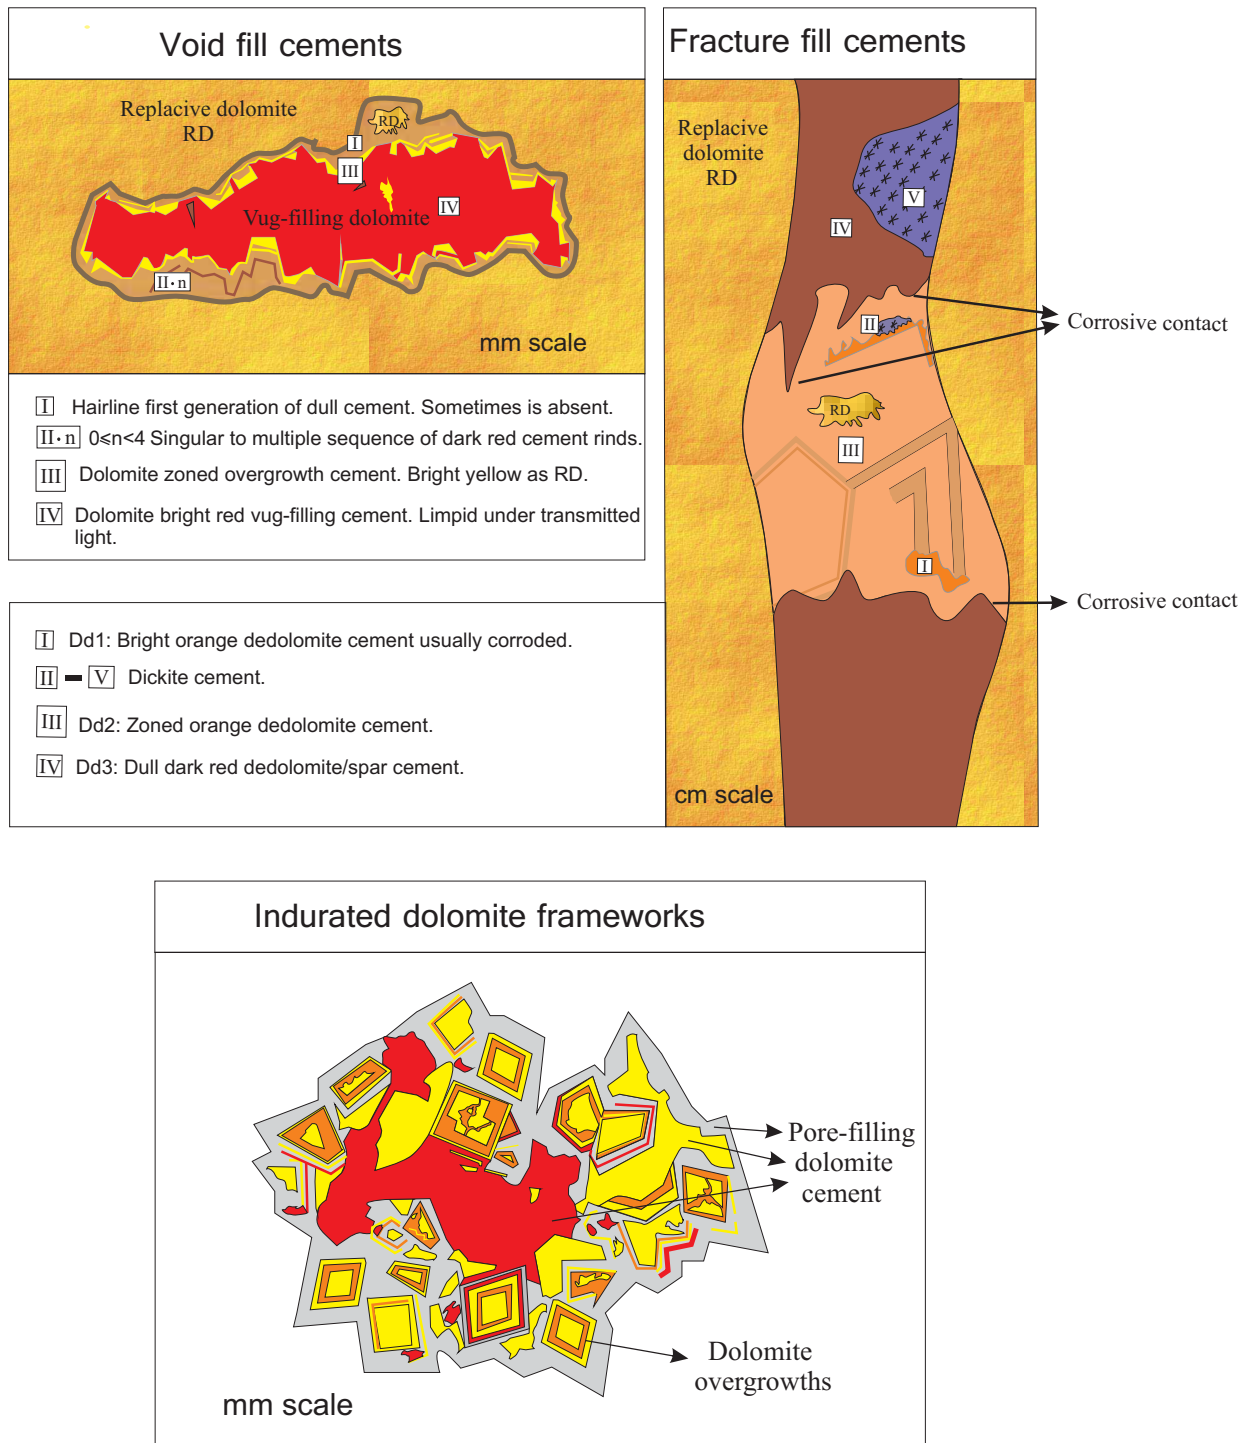 Void fill cements
Replacive dolomite
RD
RD
I
III
Vug-filling dolomite
IV
II·n
mm scale
I Hairline first generation of dull cement. Sometimes is absent.
II·n 0≤n<4 Singular to multiple sequence of dark red cement rinds.
III Dolomite zoned overgrowth cement. Bright yellow as RD.
IV Dolomite bright red vug-filling cement. Limpid under transmitted
light.
Fracture fill cements
Replacive
dolomite
RD
V
IV
II
Corrosive contact
RD
III
I
Corrosive contact
cm scale
I Dd1: Bright orange dedolomite cement usually corroded.
II – V Dickite cement.
III Dd2: Zoned orange dedolomite cement.
IV Dd3: Dull dark red dedolomite/spar cement.
Indurated dolomite frameworks
Pore-filling
dolomite
cement
Dolomite
overgrowths
mm scale